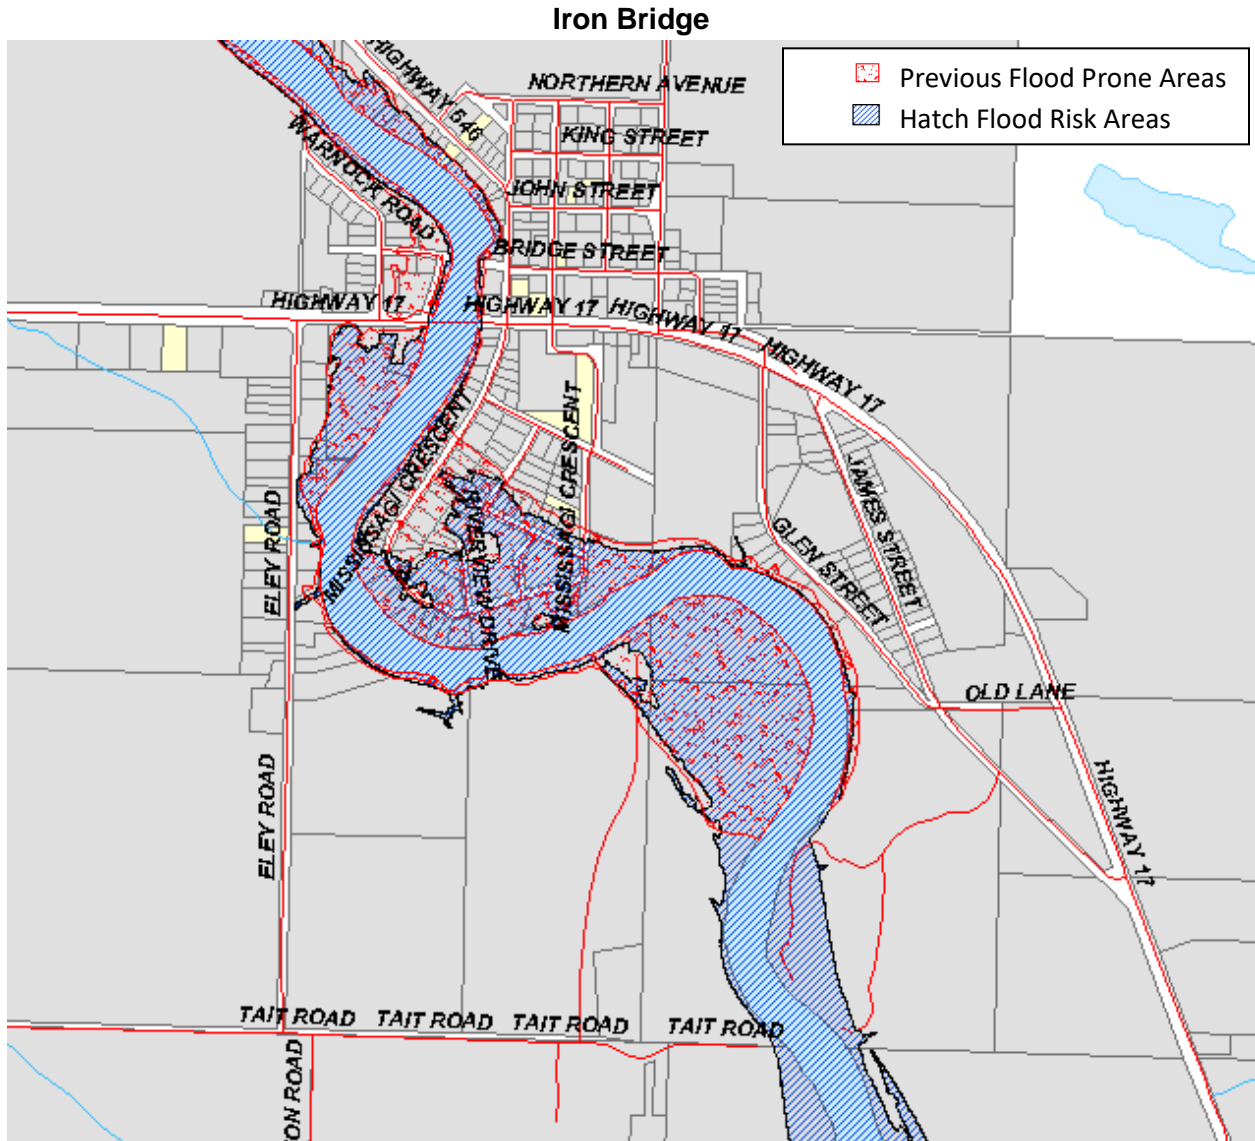 Iron Bridge
Previous Flood Prone Areas
Hatch Flood Risk Areas
HIGHWAY 546
NORTHERN AVENUE
KING STREET
WARNOCK ROAD
JOHN STREET
BRIDGE STREET
HIGHWAY 17
HIGHWAY 17
HIGHWAY 17
HIGHWAY 17
MISSISSAGI CRESCENT
MISSISSAGI CRESCENT
JAMES STREET
ELEY ROAD
RIVERVIEW DRIVE
GLEN STREET
OLD LANE
ELEY ROAD
HIGHWAY 17
TAIT ROAD
TAIT ROAD
TAIT ROAD
TAIT ROAD
ON ROAD